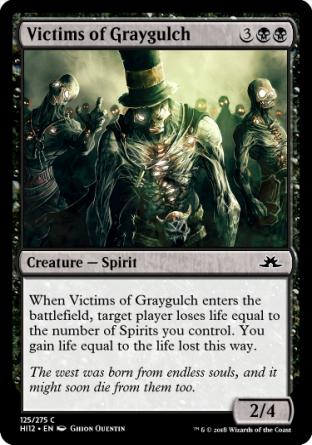 Victims of Graygulch 3
Creature — Spirit
When Victims of Graygulch enters the
battlefield, target player loses life equal to
the number of Spirits you control. You
gain life equal to the life lost this way.
The west was born from endless souls, and it
might soon die from them too.
2/4
125/275 C
HI12 • EN Ghion Quentin
™ & © 2018 Wizards of the Coast